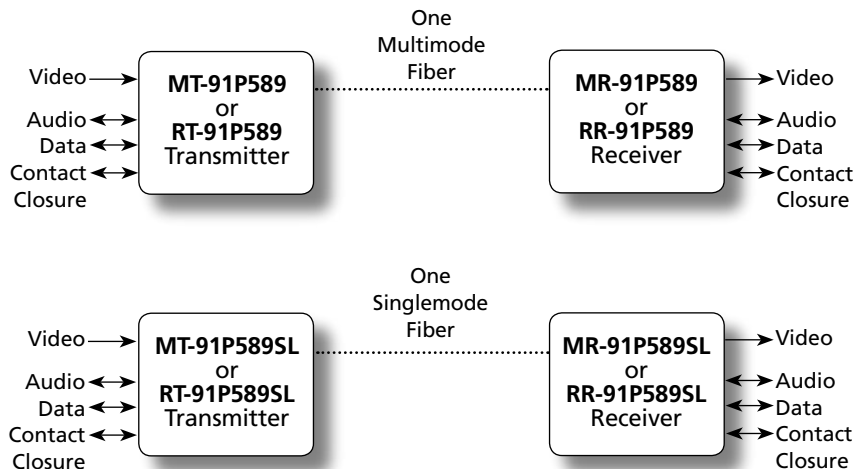 One
Multimode
Fiber
Video
Audio
Data
Contact
Closure
MT-91P589
or
RT-91P589
Transmitter
MR-91P589
or
RR-91P589
Receiver
Video
Audio
Data
Contact
Closure
One
Singlemode
Fiber
Video
Audio
Data
Contact
Closure
MT-91P589SL
or
RT-91P589SL
Transmitter
MR-91P589SL
or
RR-91P589SL
Receiver
Video
Audio
Data
Contact
Closure